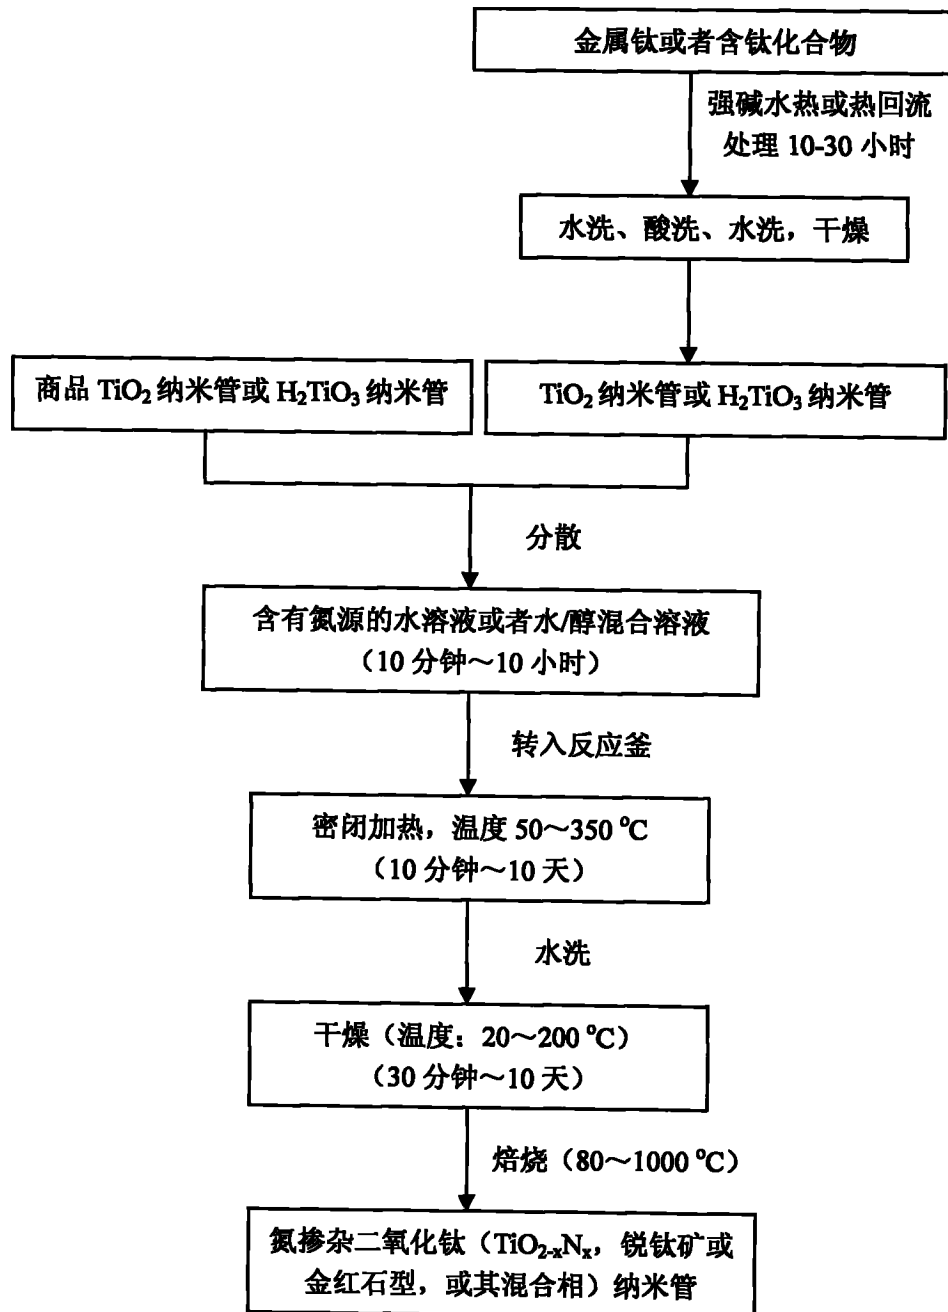 金属钛或者含钛化合物
强碱水热或热回流
处理 10-30 小时
水洗、酸洗、水洗，干燥
商品 TiO₂ 纳米管或 H₂TiO₃ 纳米管
TiO₂ 纳米管或 H₂TiO₃ 纳米管
分散
含有氮源的水溶液或者水/醇混合溶液
（10 分钟～10 小时）
转入反应釜
密闭加热，温度 50～350 °C
（10 分钟～10 天）
水洗
干燥（温度：20～200 °C）
（30 分钟～10 天）
焙烧（80～1000 °C）
氮掺杂二氧化钛（TiO₂₋ₓNₓ，锐钛矿或
金红石型，或其混合相）纳米管